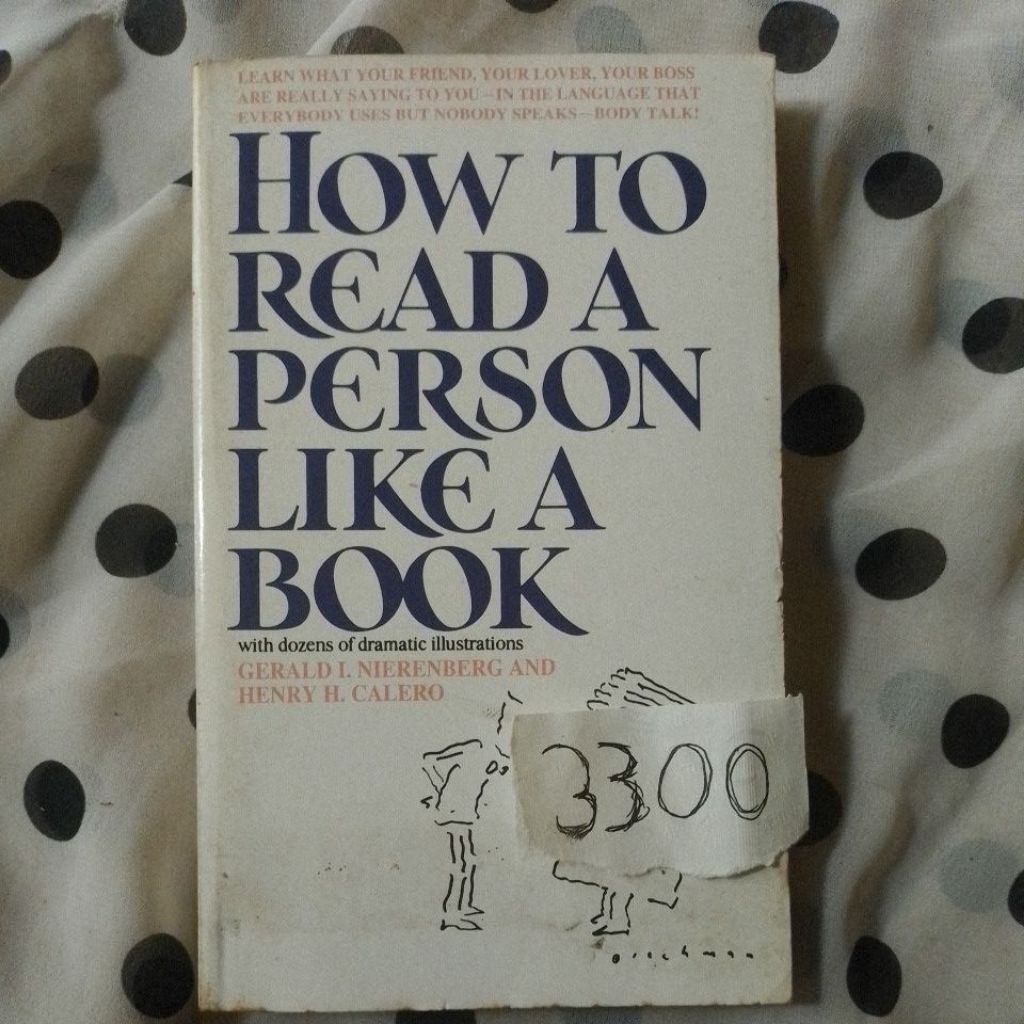 LEARN WHAT YOUR FRIEND, YOUR LOVER, YOUR BOSS
ARE REALLY SAYING TO YOU—IN THE LANGUAGE THAT
EVERYBODY USES BUT NOBODY SPEAKS—BODY TALK!
HOW TO
READ A
PERSON
LIKE A
BOOK
with dozens of dramatic illustrations
GERALD I. NIERENBERG AND
HENRY H. CALERO
3300